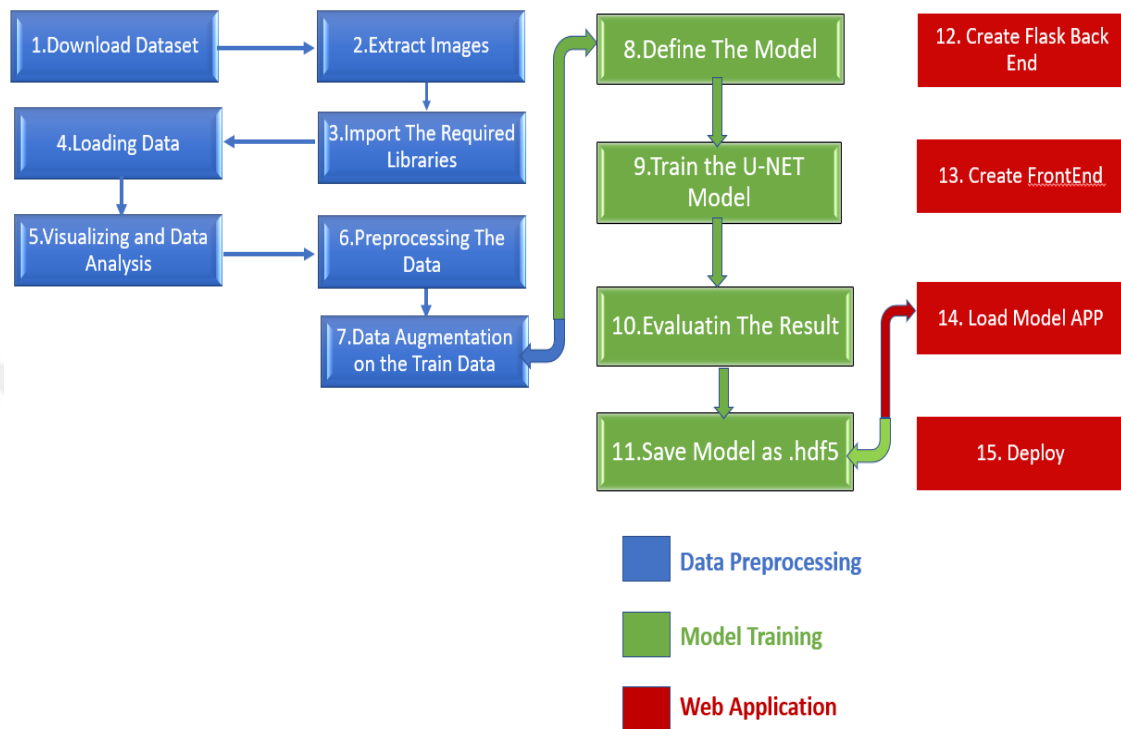 1.Download Dataset
2.Extract Images
3.Import The Required
Libraries
4.Loading Data
5.Visualizing and Data
Analysis
6.Preprocessing The
Data
7.Data Augmentation
on the Train Data
8.Define The Model
9.Train the U-NET
Model
10.Evaluatin The Result
11.Save Model as .hdf5
12. Create Flask Back
End
13. Create FrontEnd
14. Load Model APP
15. Deploy
Data Preprocessing
Model Training
Web Application